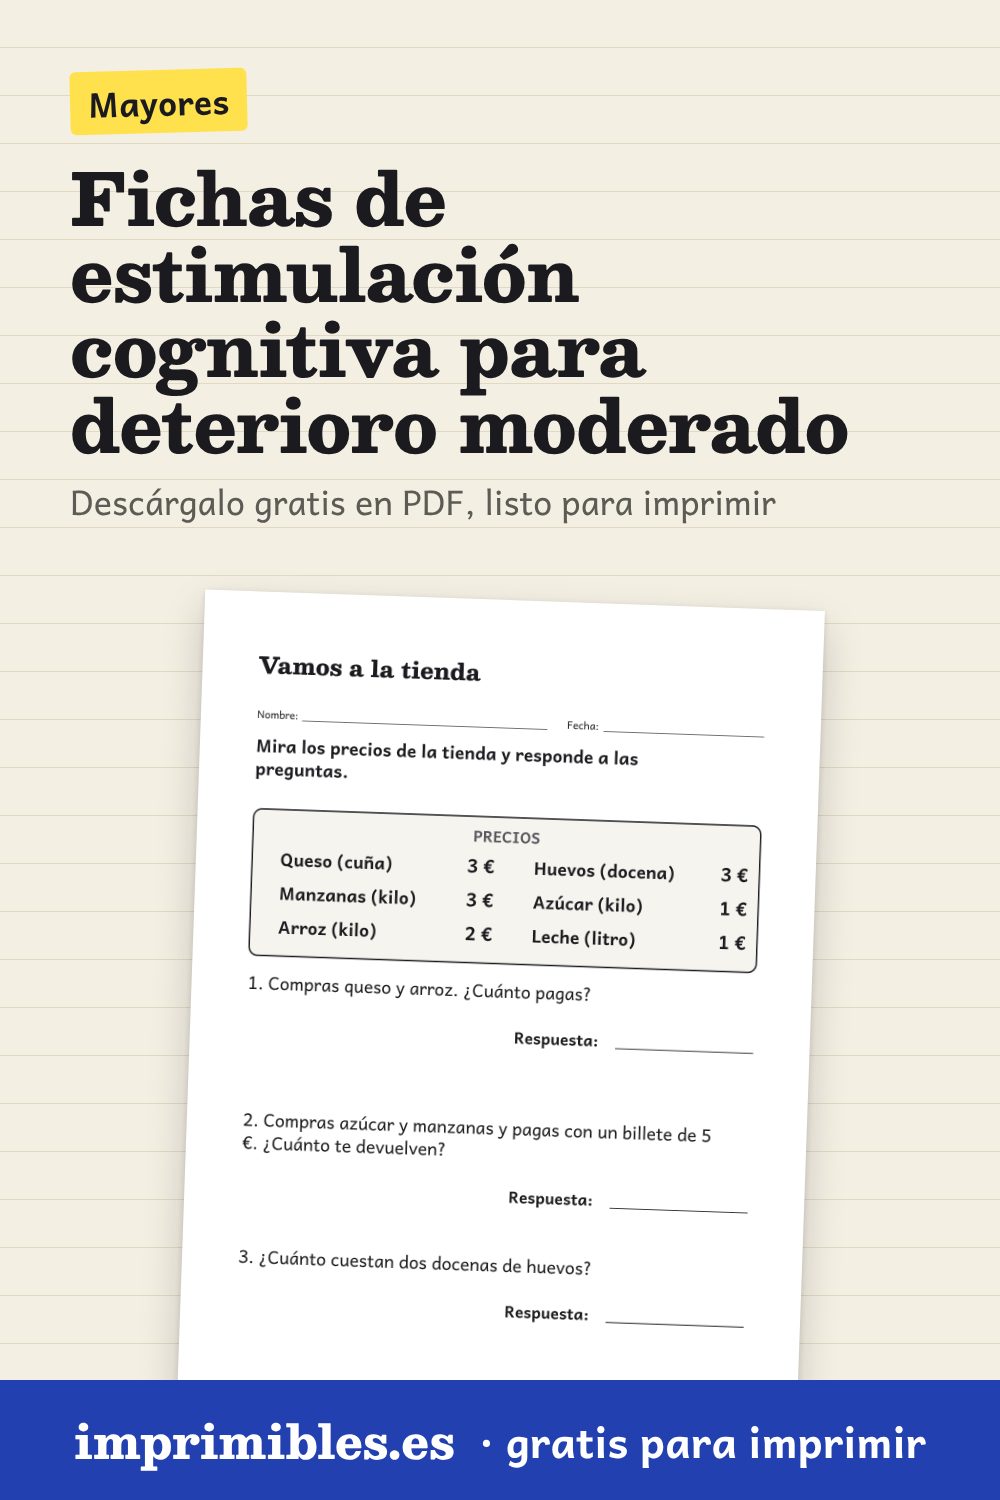 Mayores
Fichas de
estimulación
cognitiva para
deterioro moderado
Descárgalo gratis en PDF, listo para imprimir
Vamos a la tienda
Nombre: Fecha:
Mira los precios de la tienda y responde a las
preguntas.
PRECIOS
Queso (cuña) 3 € Huevos (docena) 3 €
Manzanas (kilo) 3 € Azúcar (kilo) 1 €
Arroz (kilo) 2 € Leche (litro) 1 €
1. Compras queso y arroz. ¿Cuánto pagas?
Respuesta:
2. Compras azúcar y manzanas y pagas con un billete de 5
€. ¿Cuánto te devuelven?
Respuesta:
3. ¿Cuánto cuestan dos docenas de huevos?
Respuesta:
imprimibles.es · gratis para imprimir